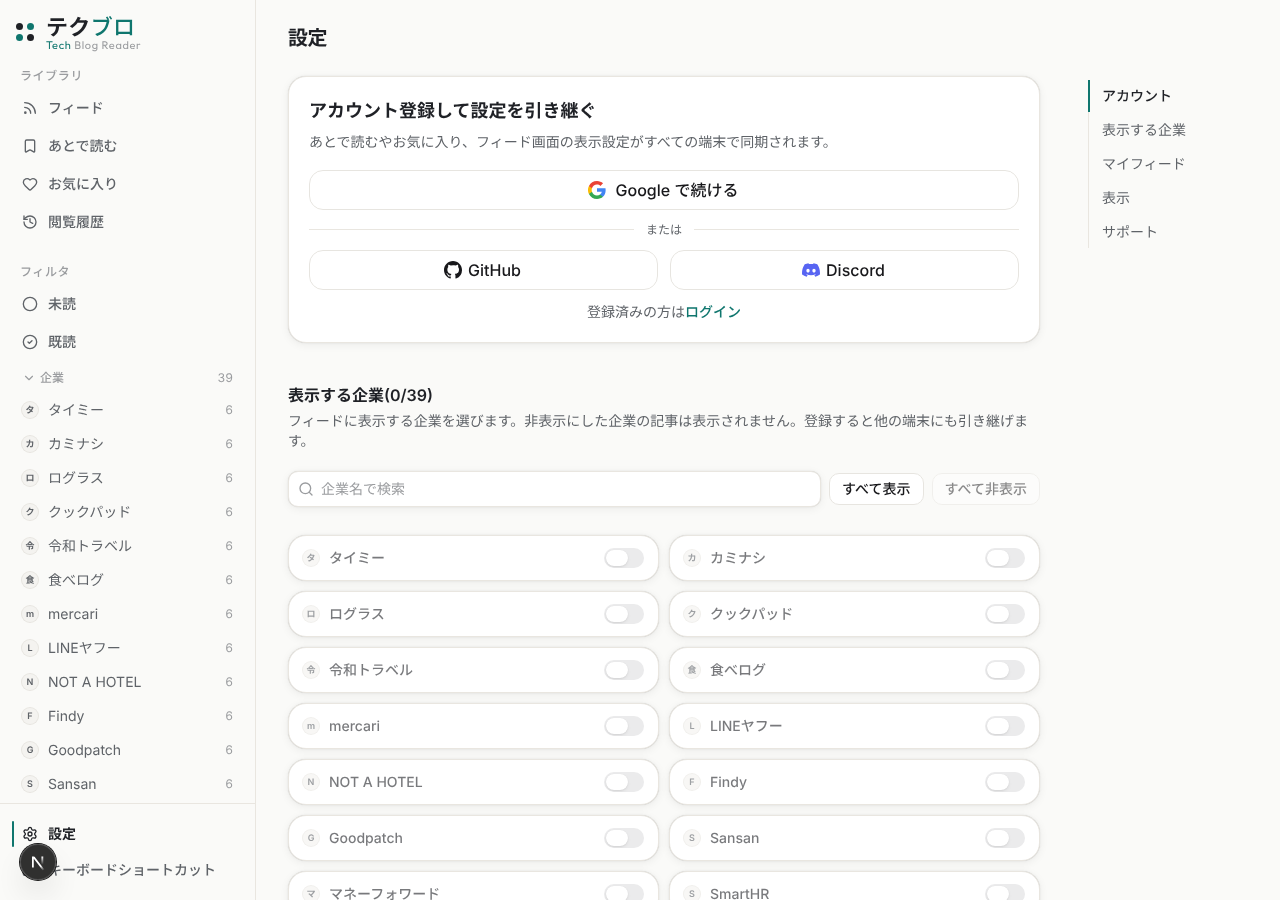 テクブロ
Tech Blog Reader
ライブラリ
フィード
あとで読む
お気に入り
閲覧履歴
フィルタ
未読
既読
企業 39
タ タイミー 6
カ カミナシ 6
ロ ログラス 6
ク クックパッド 6
令 令和トラベル 6
食 食べログ 6
m mercari 6
L LINEヤフー 6
N NOT A HOTEL 6
F Findy 6
G Goodpatch 6
S Sansan 6
設定
N
キーボードショートカット
設定
アカウント登録して設定を引き継ぐ
あとで読むやお気に入り、フィード画面の表示設定がすべての端末で同期されます。
Google で続ける
または
GitHub
Discord
登録済みの方はログイン
表示する企業(0/39)
フィードに表示する企業を選びます。非表示にした企業の記事は表示されません。登録すると他の端末にも引き継げま
す。
企業名で検索
すべて表示
すべて非表示
タ タイミー
カ カミナシ
ロ ログラス
ク クックパッド
令 令和トラベル
食 食べログ
m mercari
L LINEヤフー
N NOT A HOTEL
F Findy
G Goodpatch
S Sansan
マ マネーフォワード
S SmartHR
アカウント
表示する企業
マイフィード
表示
サポート